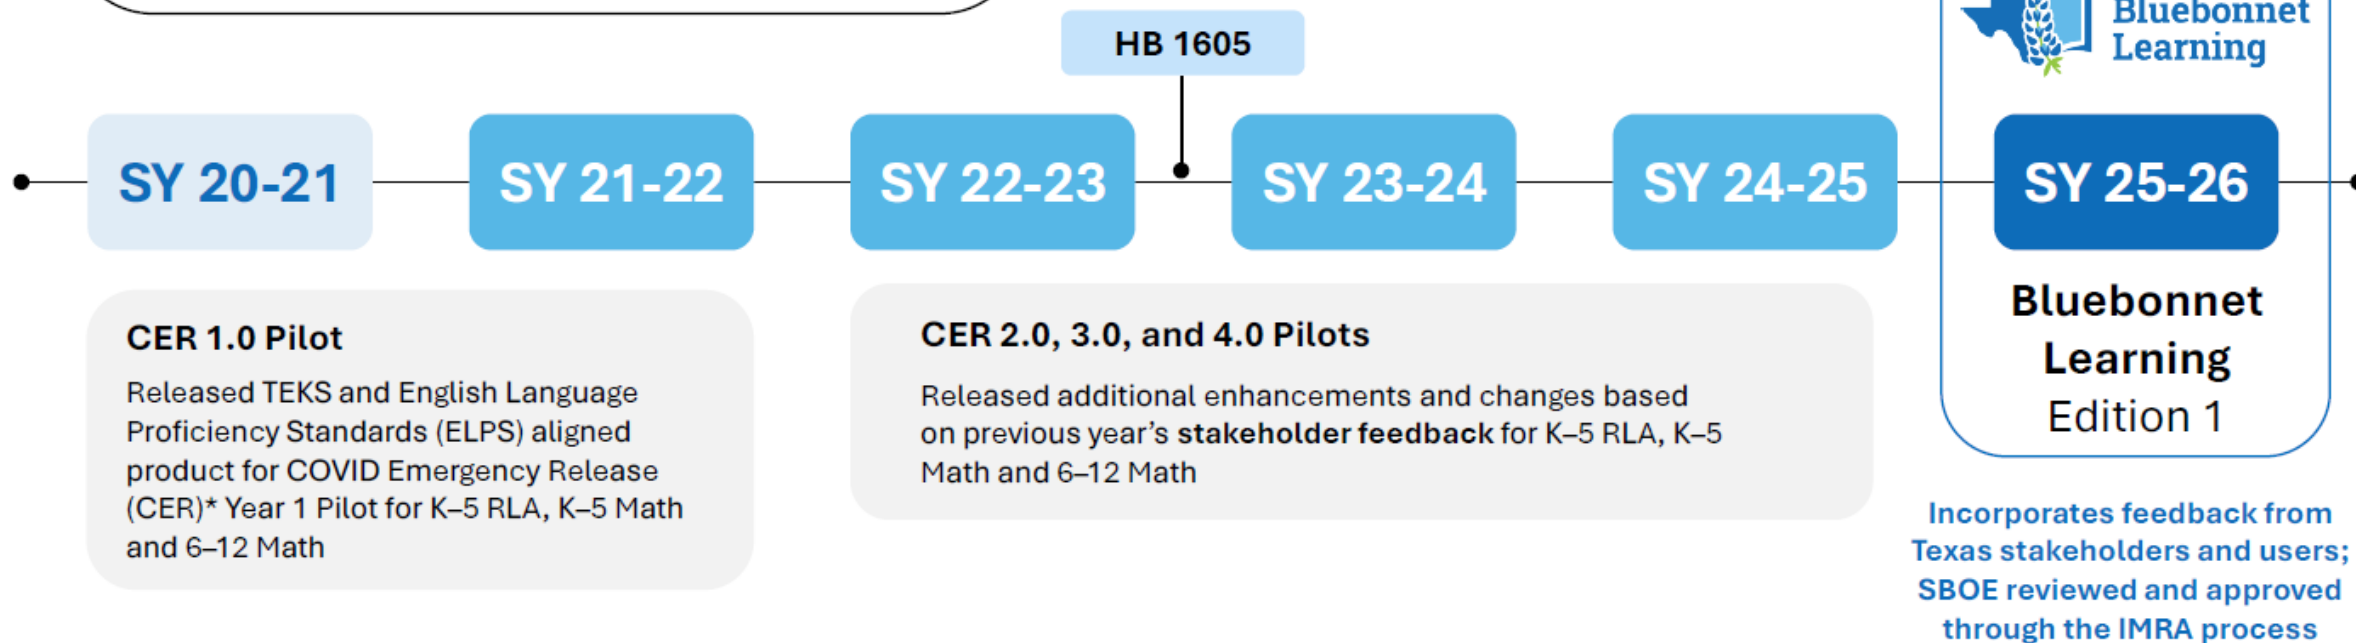 HB 1605
Bluebonnet
Learning
SY 20-21
SY 21-22
SY 22-23
SY 23-24
SY 24-25
SY 25-26
CER 1.0 Pilot
Released TEKS and English Language
Proficiency Standards (ELPS) aligned
product for COVID Emergency Release
(CER)* Year 1 Pilot for K–5 RLA, K–5 Math
and 6–12 Math
CER 2.0, 3.0, and 4.0 Pilots
Released additional enhancements and changes based
on previous year’s stakeholder feedback for K–5 RLA, K–5
Math and 6–12 Math
Bluebonnet
Learning
Edition 1
Incorporates feedback from
Texas stakeholders and users;
SBOE reviewed and approved
through the IMRA process